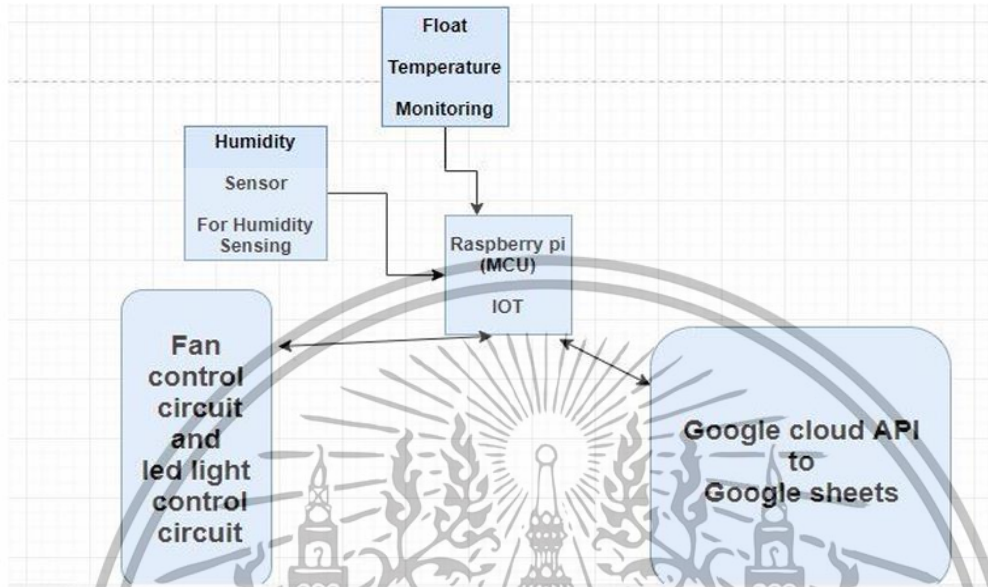 Float
Temperature
Monitoring
Humidity
Sensor
For Humidity
Sensing
Raspberry pi
(MCU)
IOT
Fan
control
circuit
and
led light
control
circuit
Google cloud API
to
Google sheets